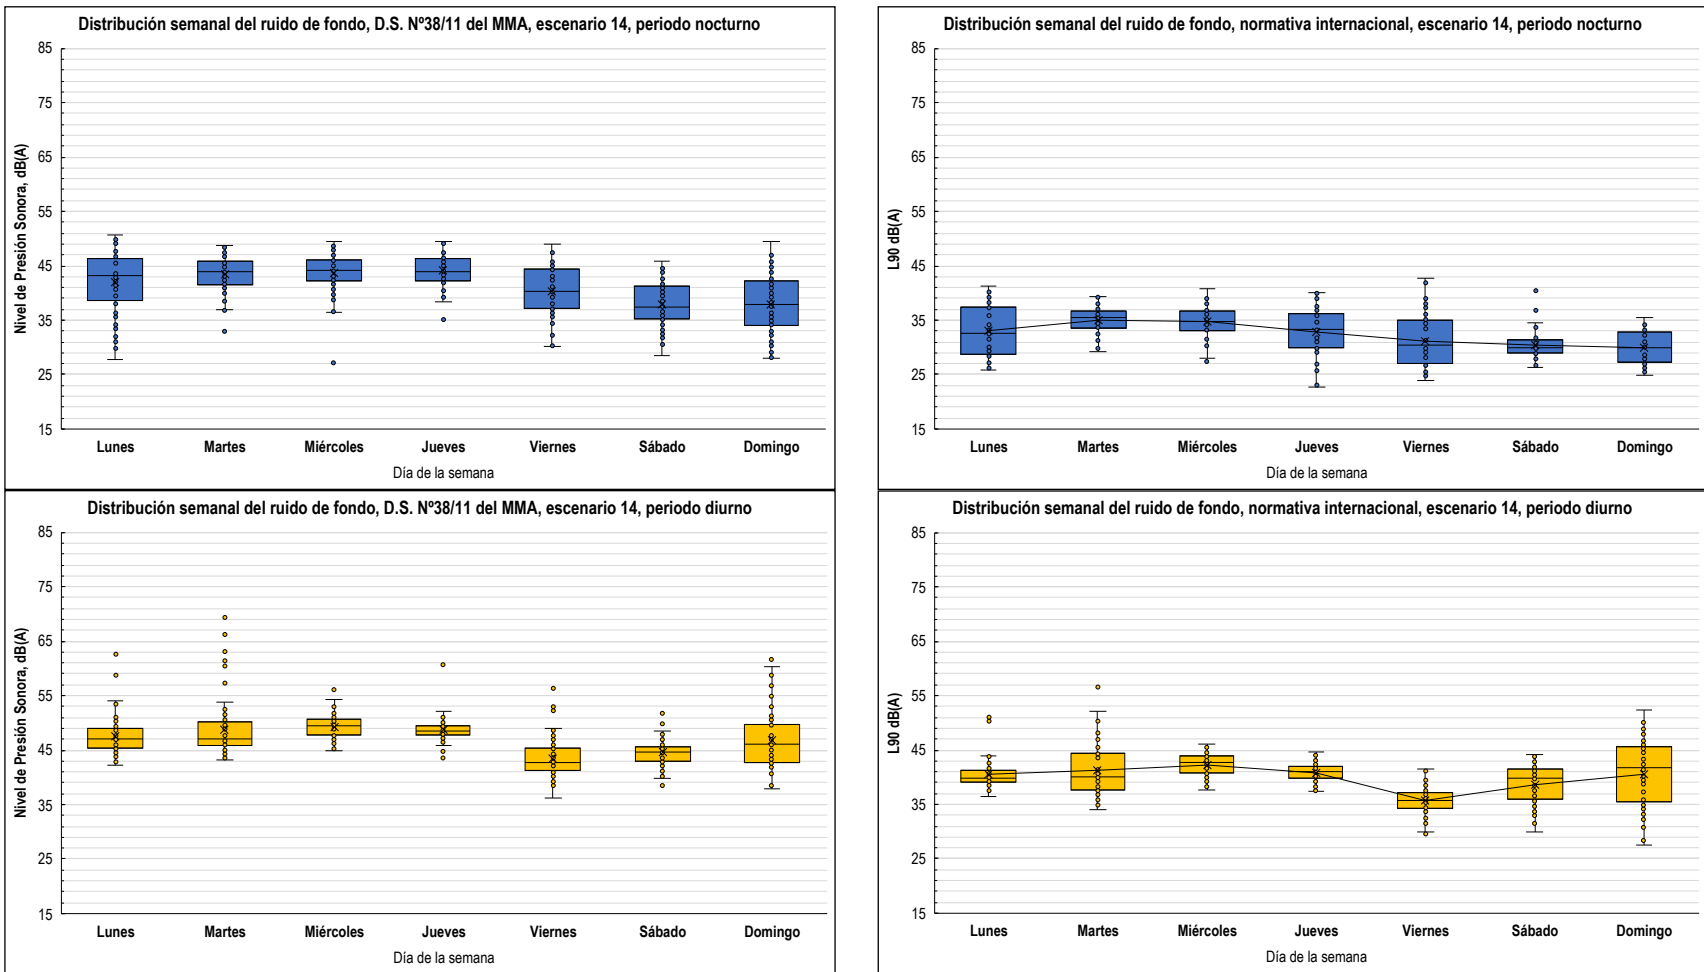 Distribución semanal del ruido de fondo, D.S. Nº38/11 del MMA, escenario 14, periodo nocturno
Nivel de Presión Sonora, dB(A)
85
75
65
55
45
35
25
15
Lunes Martes Miércoles Jueves Viernes Sábado Domingo
Día de la semana
Distribución semanal del ruido de fondo, normativa internacional, escenario 14, periodo nocturno
L90 dB(A)
85
75
65
55
45
35
25
15
Lunes Martes Miércoles Jueves Viernes Sábado Domingo
Día de la semana
Distribución semanal del ruido de fondo, D.S. Nº38/11 del MMA, escenario 14, periodo diurno
Nivel de Presión Sonora, dB(A)
85
75
65
55
45
35
25
15
Lunes Martes Miércoles Jueves Viernes Sábado Domingo
Día de la semana
Distribución semanal del ruido de fondo, normativa internacional, escenario 14, periodo diurno
L90 dB(A)
85
75
65
55
45
35
25
15
Lunes Martes Miércoles Jueves Viernes Sábado Domingo
Día de la semana